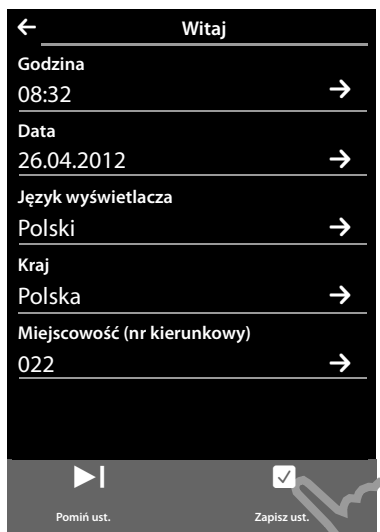 Witaj
Godzina
08:32
Data
26.04.2012
Język wyświetlacza
Polski
Kraj
Polska
Miejscowość (nr kierunkowy)
022
Pomiń ust.
Zapisz ust.